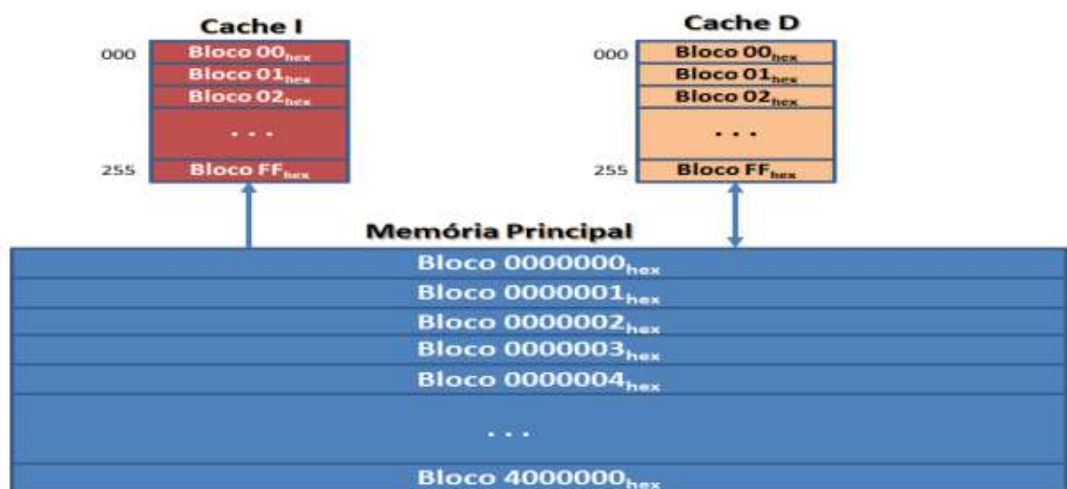 Cache I
000
Bloco 00hex
Bloco 01hex
Bloco 02hex
. . .
255
Bloco FFhex
Cache D
000
Bloco 00hex
Bloco 01hex
Bloco 02hex
. . .
255
Bloco FFhex
Memória Principal
Bloco 0000000hex
Bloco 0000001hex
Bloco 0000002hex
Bloco 0000003hex
Bloco 0000004hex
. . .
Bloco 4000000hex